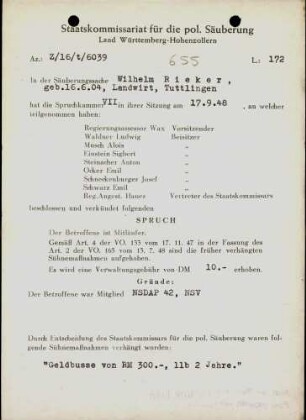 Staatskommissariat für die pol. Säuberung
Land Württemberg-Hohenzollern
Az.: Z/16/t/6039 655 L: 172
In der Säuberungssache Wilhelm Rieker,
geb.16.6.04, Landwirt, Tuttlingen
hat die Spruchkammer VII in ihrer Sitzung am 17.9.48, an welcher
teilgenommen haben:
Regierungsassessor Wax Vorsitzender
Waldner Ludwig Beisitzer
Munk Alois "
Einstein Sigbert "
Steinacher Anton "
Osker Emil "
Schneckenburger Josef "
Schwarz Emil "
Reg.Angest. Hones Vertreter des Staatskommissars
beschlossen und verkündet folgenden
SPRUCH
Der Betroffene ist Mitläufer.
Gemäß Art. 4 der VO. 133 vom 17. 11. 47 in der Fassung des
Art. 2 der VO. 165 vom 13. 7. 48 sind die früher verhängten
Sühnemaßnahmen aufgehoben.
Es wird eine Verwaltungsgebühr von DM 10.- erhoben.
Gründe:
Der Betroffene war Mitglied NSDAP 42, NSV
Durch Entscheidung des Staatskommissars für die pol. Säuberung waren fol-
gende Sühnemaßnahmen verhängt worden:
"Geldbusse von RM 300.-, 11b 2 Jahre."